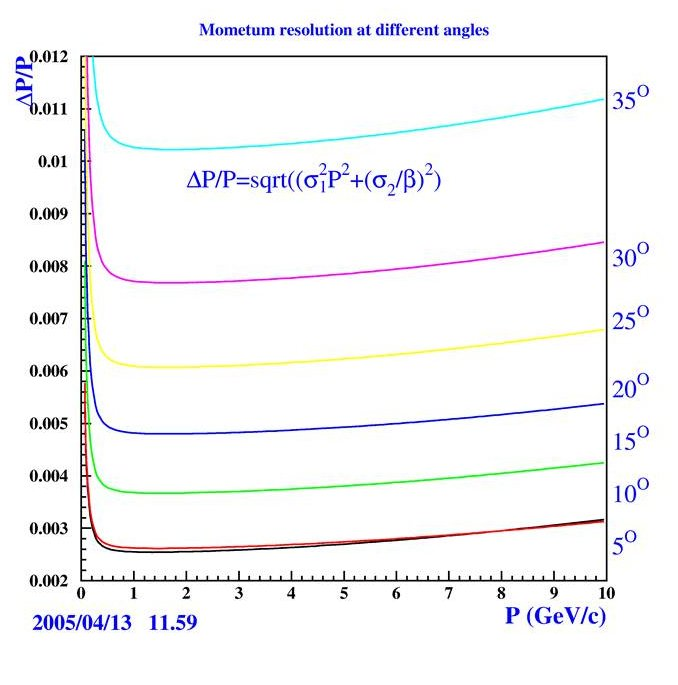 Mometum resolution at different angles
ΔP/P
0.012
0.011
0.01
0.009
0.008
0.007
0.006
0.005
0.004
0.003
0.002
ΔP/P=sqrt((σ₁²P²+(σ₂/β)²)
35O
30O
25O
20O
15O
10O
5O
0 1 2 3 4 5 6 7 8 9 10
2005/04/13 11.59
P (GeV/c)